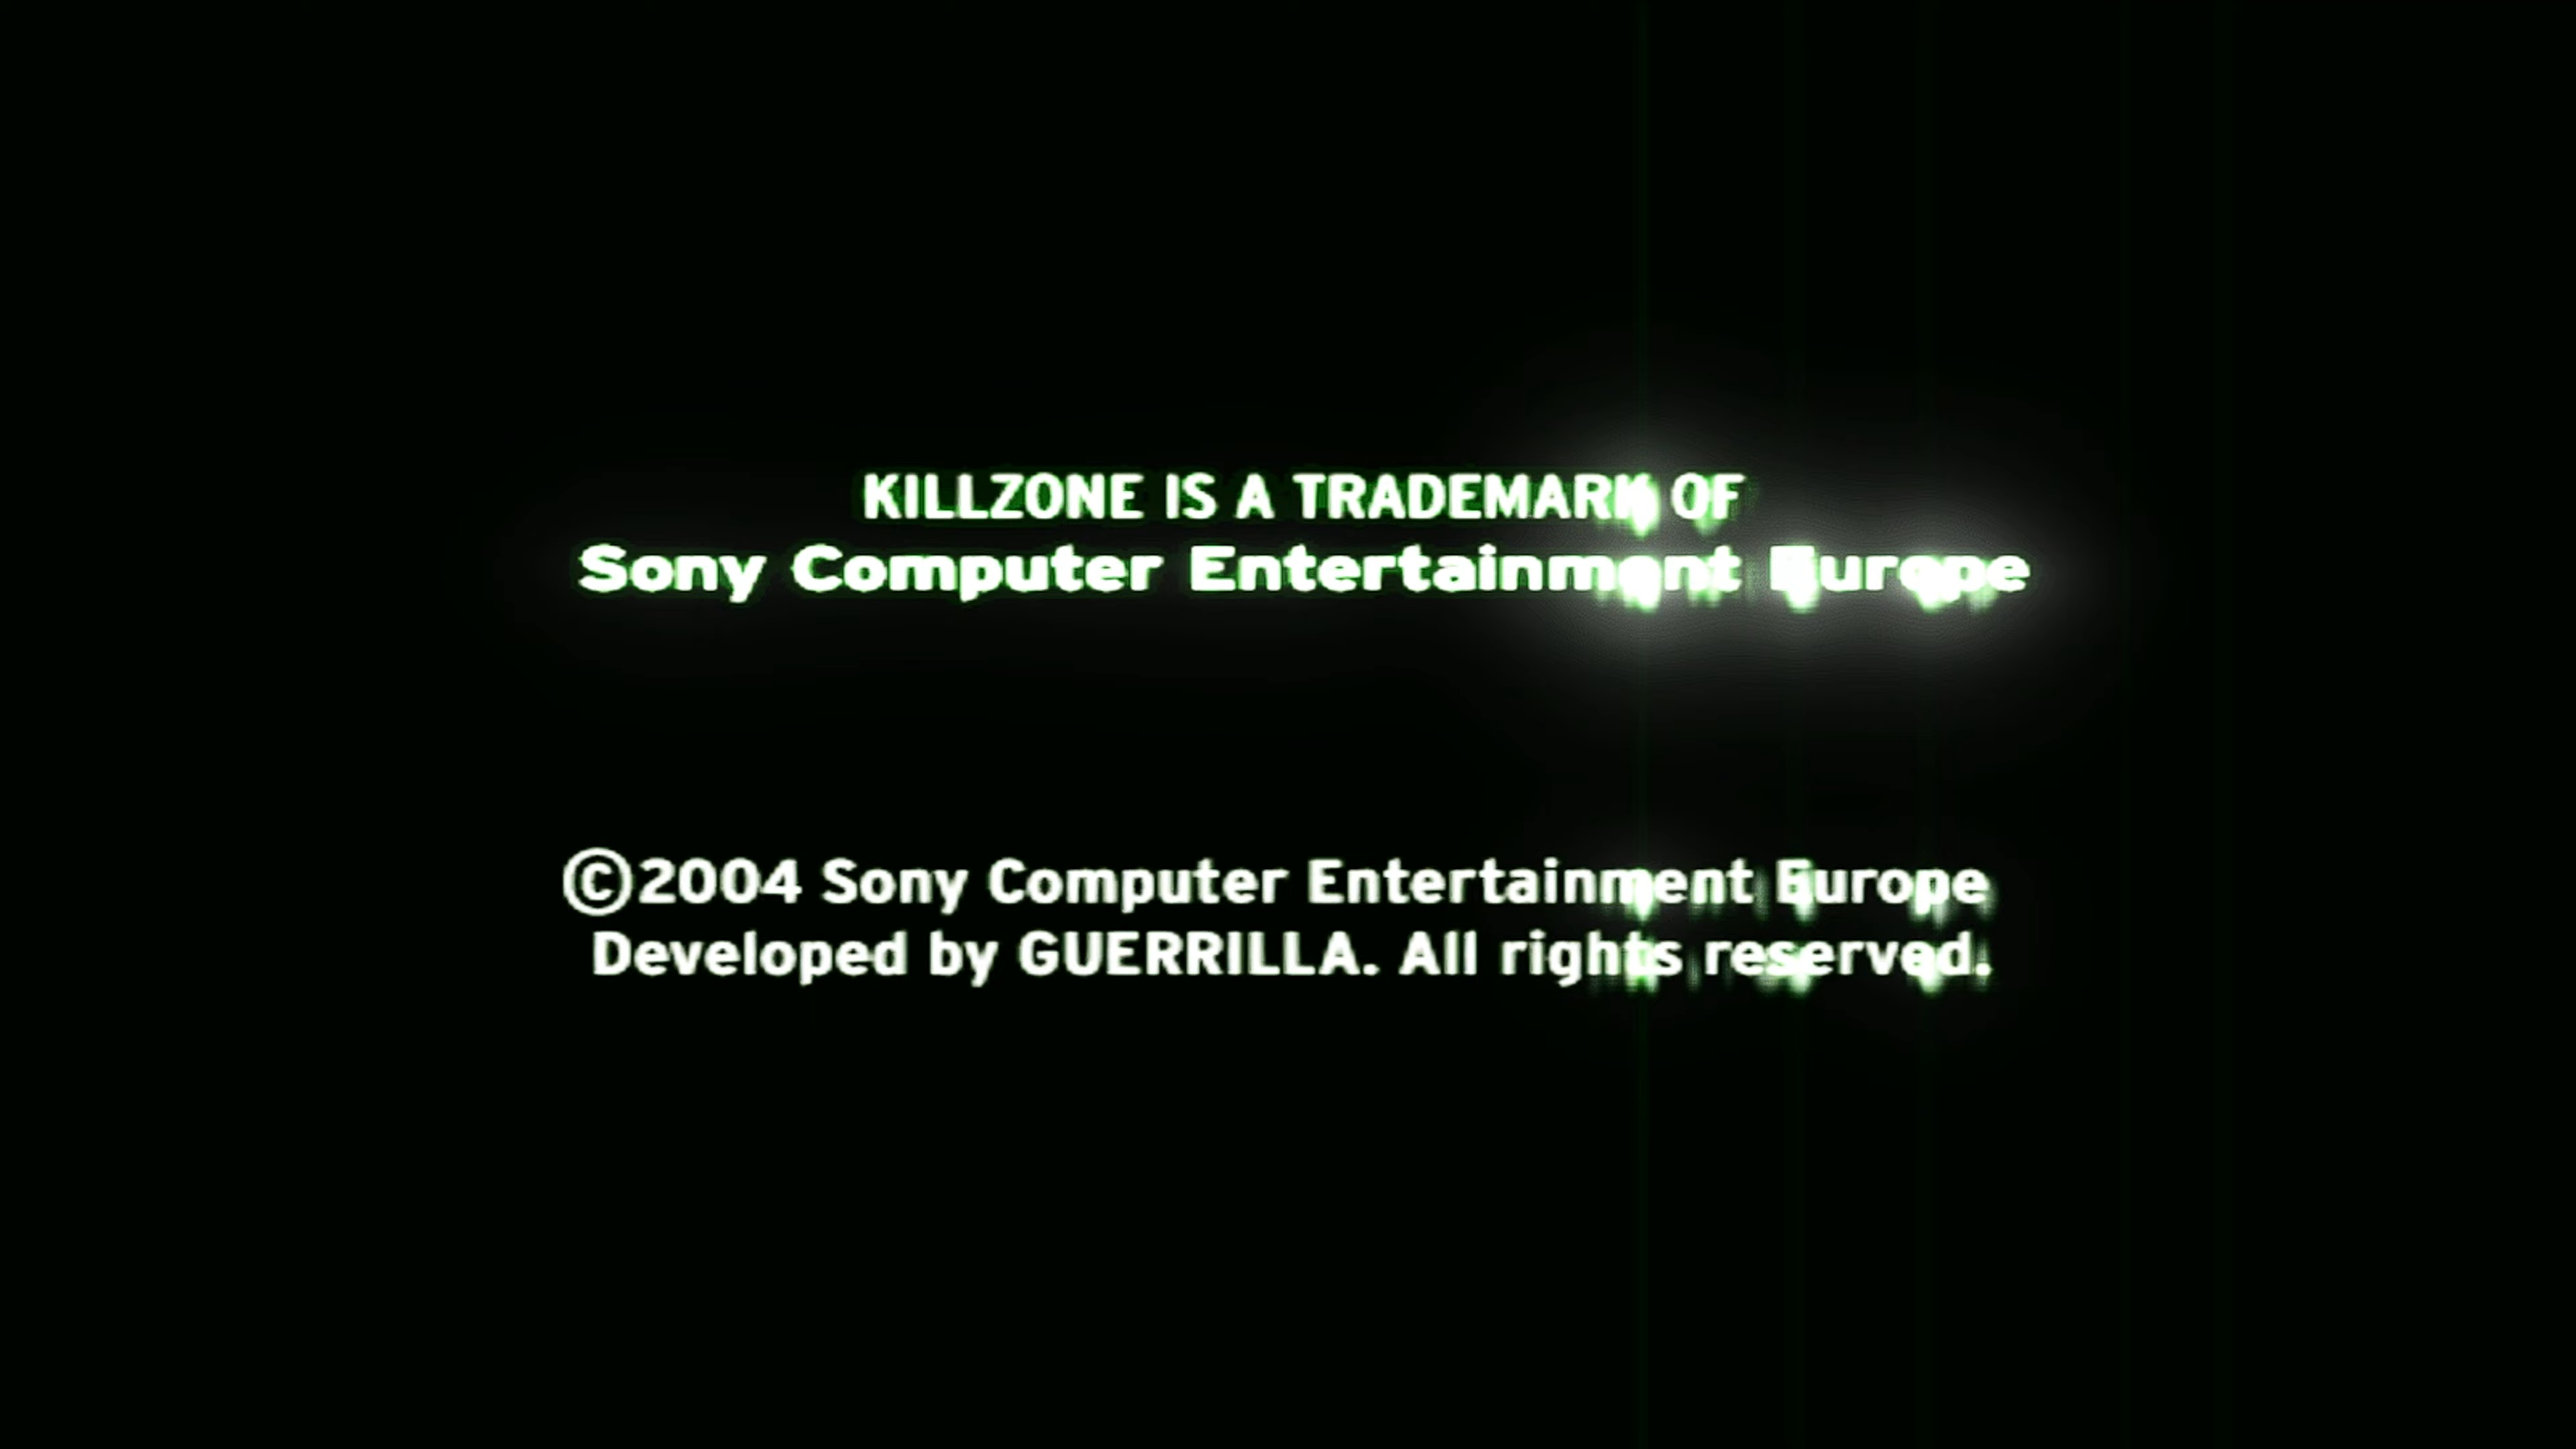 KILLZONE IS A TRADEMARK OF
Sony Computer Entertainment Europe
©2004 Sony Computer Entertainment Europe
Developed by GUERRILLA. All rights reserved.